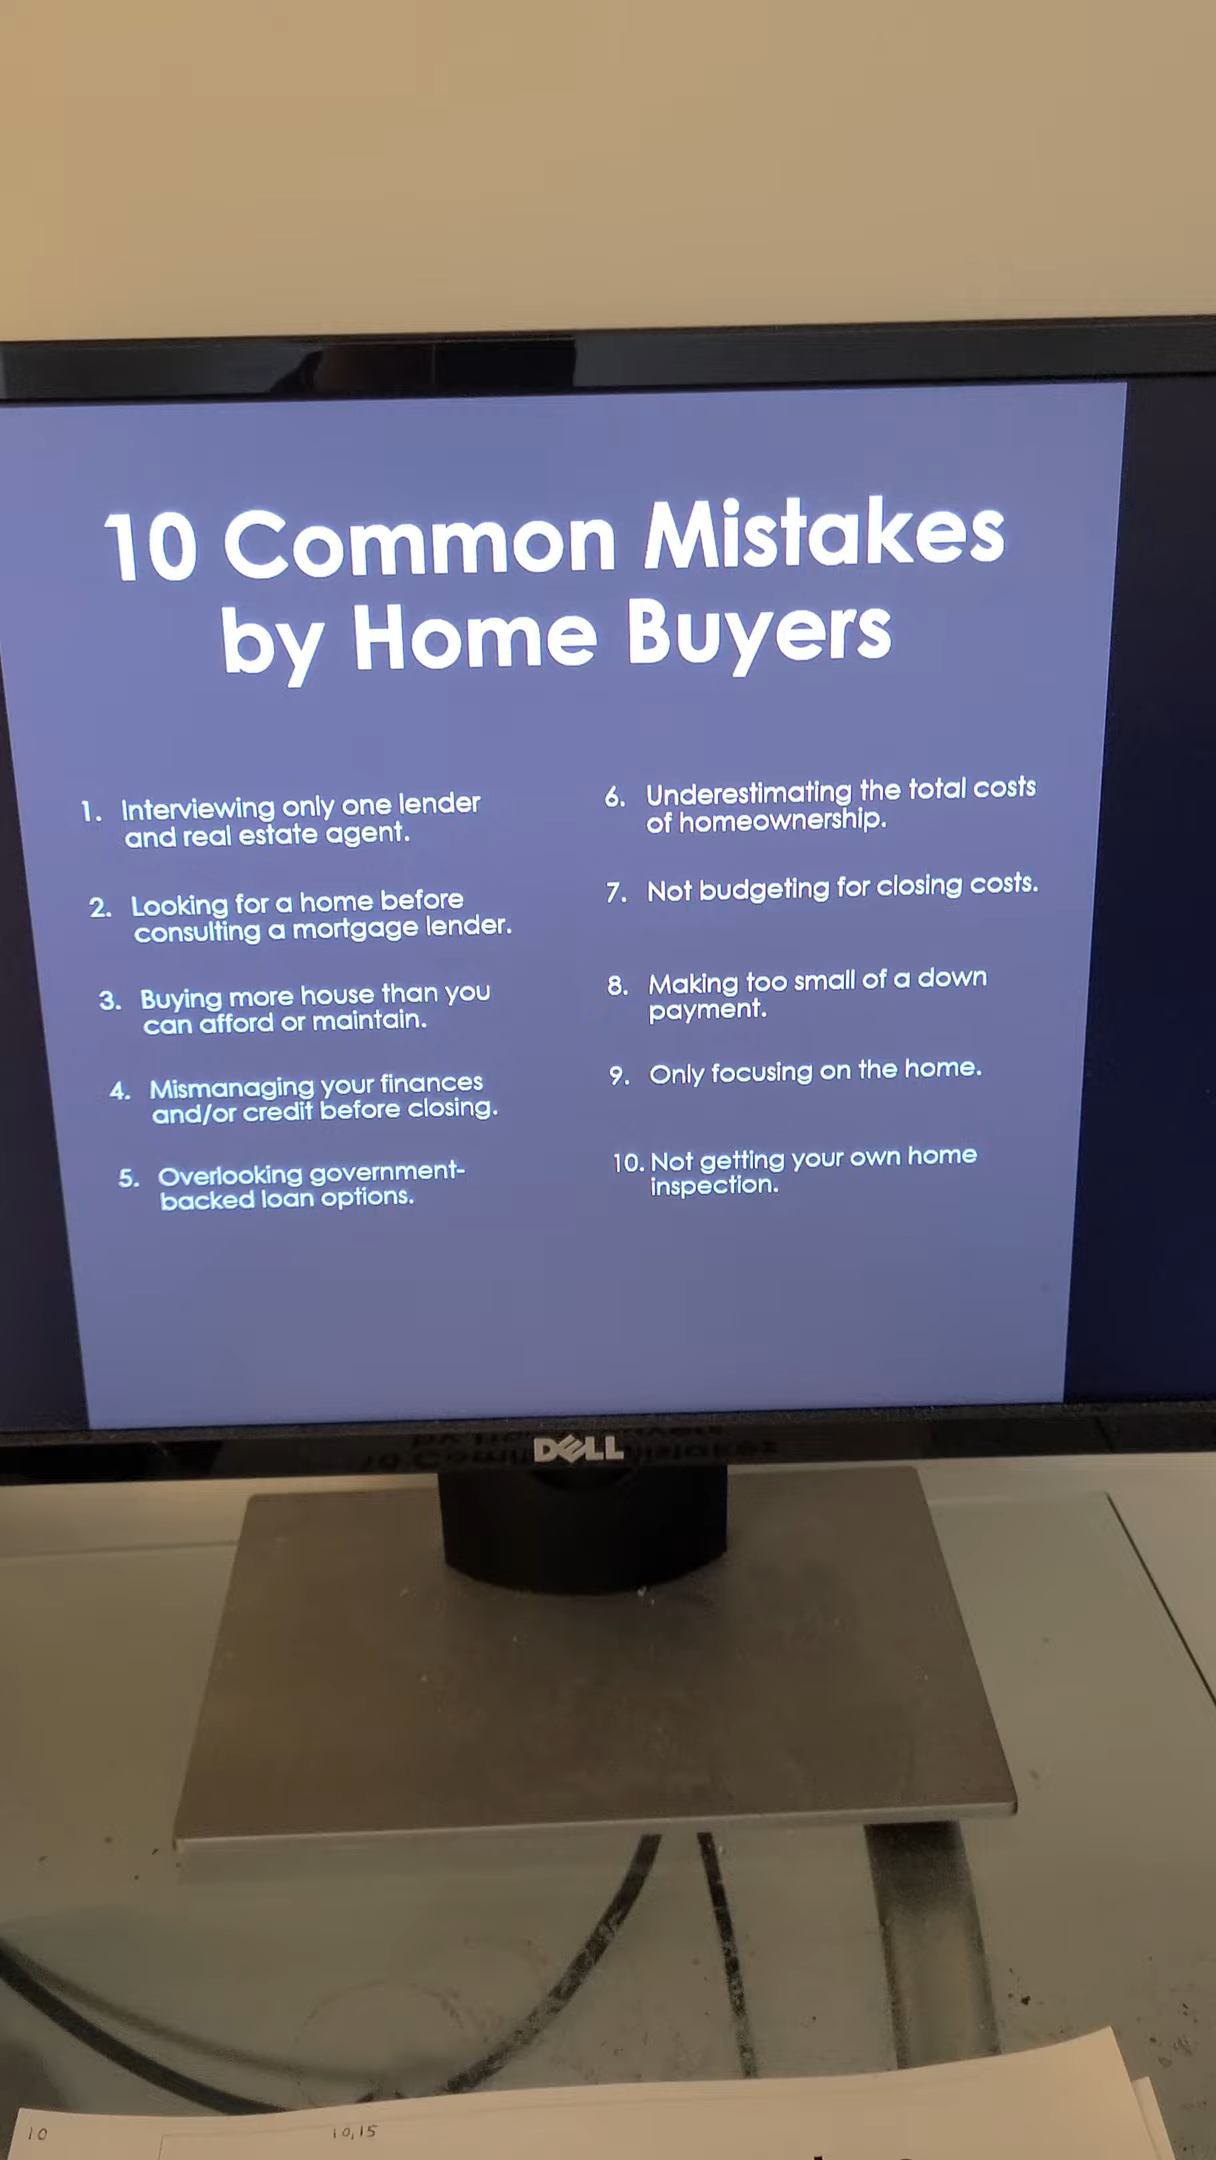 10 Common Mistakes
by Home Buyers
1. Interviewing only one lender
and real estate agent.
2. Looking for a home before
consulting a mortgage lender.
3. Buying more house than you
can afford or maintain.
4. Mismanaging your finances
and/or credit before closing.
5. Overlooking government-
backed loan options.
6. Underestimating the total costs
of homeownership.
7. Not budgeting for closing costs.
8. Making too small of a down
payment.
9. Only focusing on the home.
10. Not getting your own home
inspection.
DELL
10
10,15